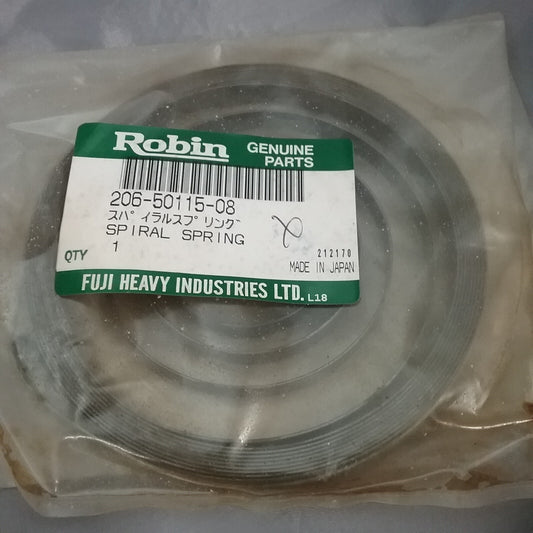 Robin GENUINE PARTS
206-50115-08
スパイラルスプリング
SPIRAL SPRING
QTY 1
212170
MADE IN JAPAN
FUJI HEAVY INDUSTRIES LTD. L18